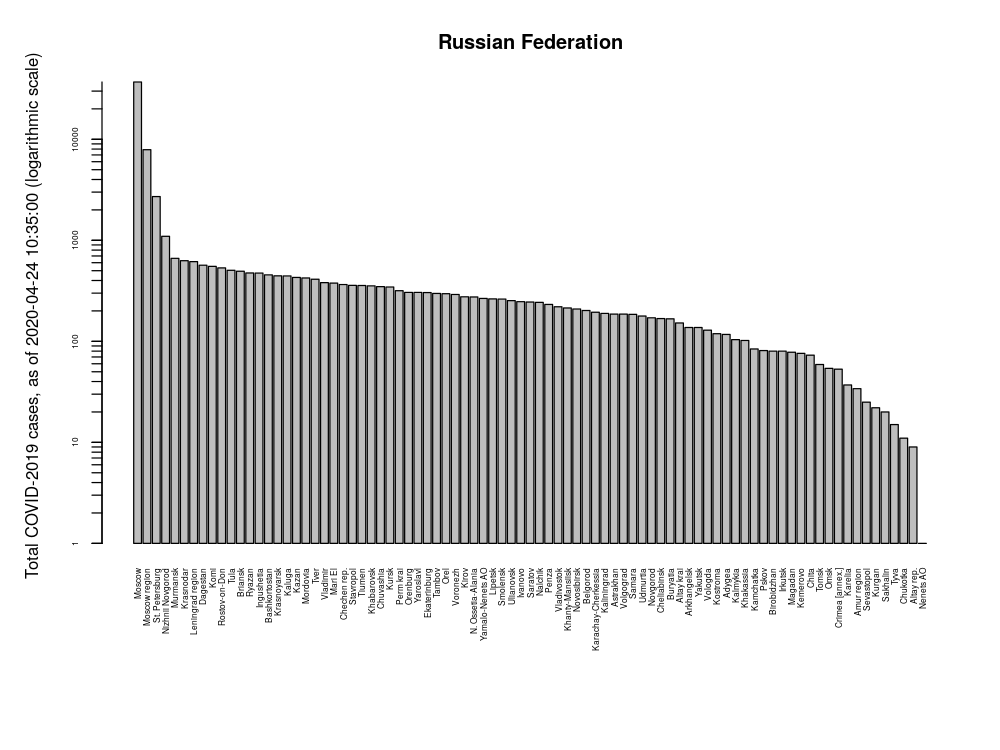 Russian Federation
Total COVID-2019 cases, as of 2020-04-24 10:35:00 (logarithmic scale)
10000
1000
100
10
1
Moscow
Moscow region
St. Petersburg
Nizhnii Novgorod
Murmansk
Krasnodar
Leningrad region
Dagestan
Komi
Rostov-on-Don
Tula
Briansk
Ryazan
Ingushetia
Bashkortostan
Krasnoyarsk
Kaluga
Kazan
Mordovia
Tver
Vladimir
Mari El
Chechen rep.
Stavropol
Tiumen
Khabarovsk
Chuvashia
Kursk
Perm krai
Orenburg
Yaroslavl
Ekaterinburg
Tambov
Orel
Voronezh
Kirov
N. Ossetia-Alania
Yamalo-Nenets AO
Lipetsk
Smolensk
Ulianovsk
Ivanovo
Saratov
Nalchik
Penza
Vladivostok
Khanty-Mansiisk
Novosibirsk
Belgorod
Karachay-Cherkessia
Kaliningrad
Astrakhan
Volgograd
Samara
Udmurtia
Novgorod
Cheliabinsk
Buryatia
Altay krai
Arkhangelsk
Yakutsk
Vologda
Kostroma
Adygea
Kalmykia
Khakassia
Kamchatka
Pskov
Birobidzhan
Irkutsk
Magadan
Kemerovo
Chita
Tomsk
Omsk
Crimea [annex.]
Karelia
Amur region
Sevastopol
Kurgan
Sakhalin
Tyva
Chukotka
Altay rep.
Nenets AO